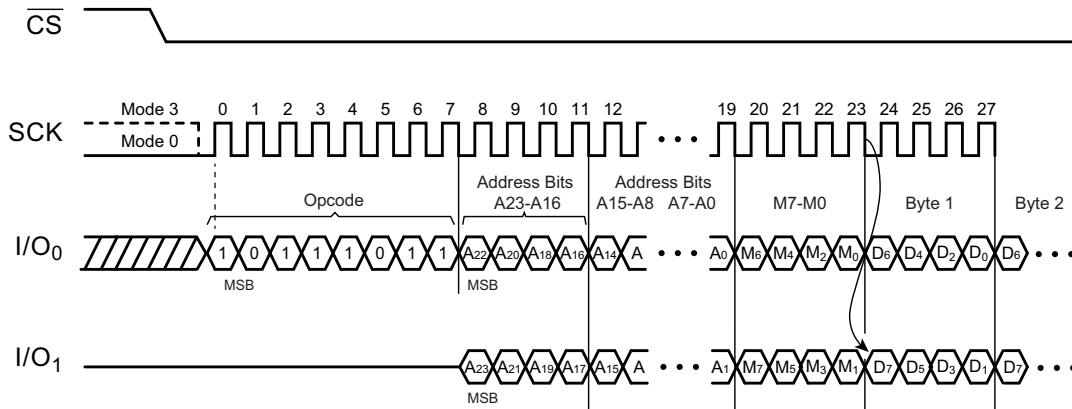 CS
Mode 3 0 1 2 3 4 5 6 7 8 9 10 11 12 19 20 21 22 23 24 25 26 27
SCK
Mode 0
Opcode Address Bits A23-A16 Address Bits A15-A8 A7-A0 M7-M0 Byte 1 Byte 2
I/O0 1 0 1 1 1 0 1 1 A22 A20 A18 A16 A14 A • • • A0 M6 M4 M2 M0 D6 D4 D2 D0 D6 • • •
MSB MSB
I/O1 A23 A21 A19 A17 A15 A • • • A1 M7 M5 M3 M1 D7 D5 D3 D1 D7 • • •
MSB